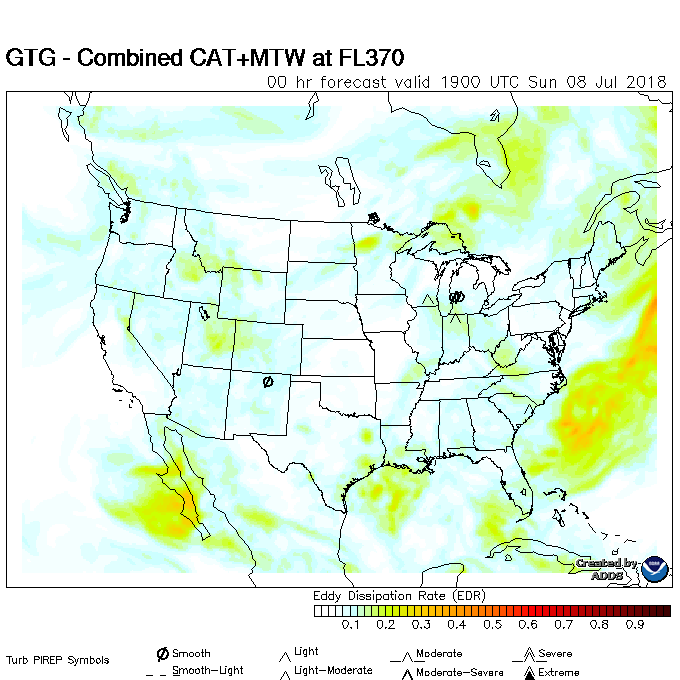 GTG - Combined CAT+MTW at FL370
00 hr forecast valid 1900 UTC Sun 08 Jul 2018
Created by
ADDS
Eddy Dissipation Rate (EDR)
0.1 0.2 0.3 0.4 0.5 0.6 0.7 0.8 0.9
Turb PIREP Symbols
Smooth Light Moderate Severe
Smooth-Light Light-Moderate Moderate-Severe Extreme